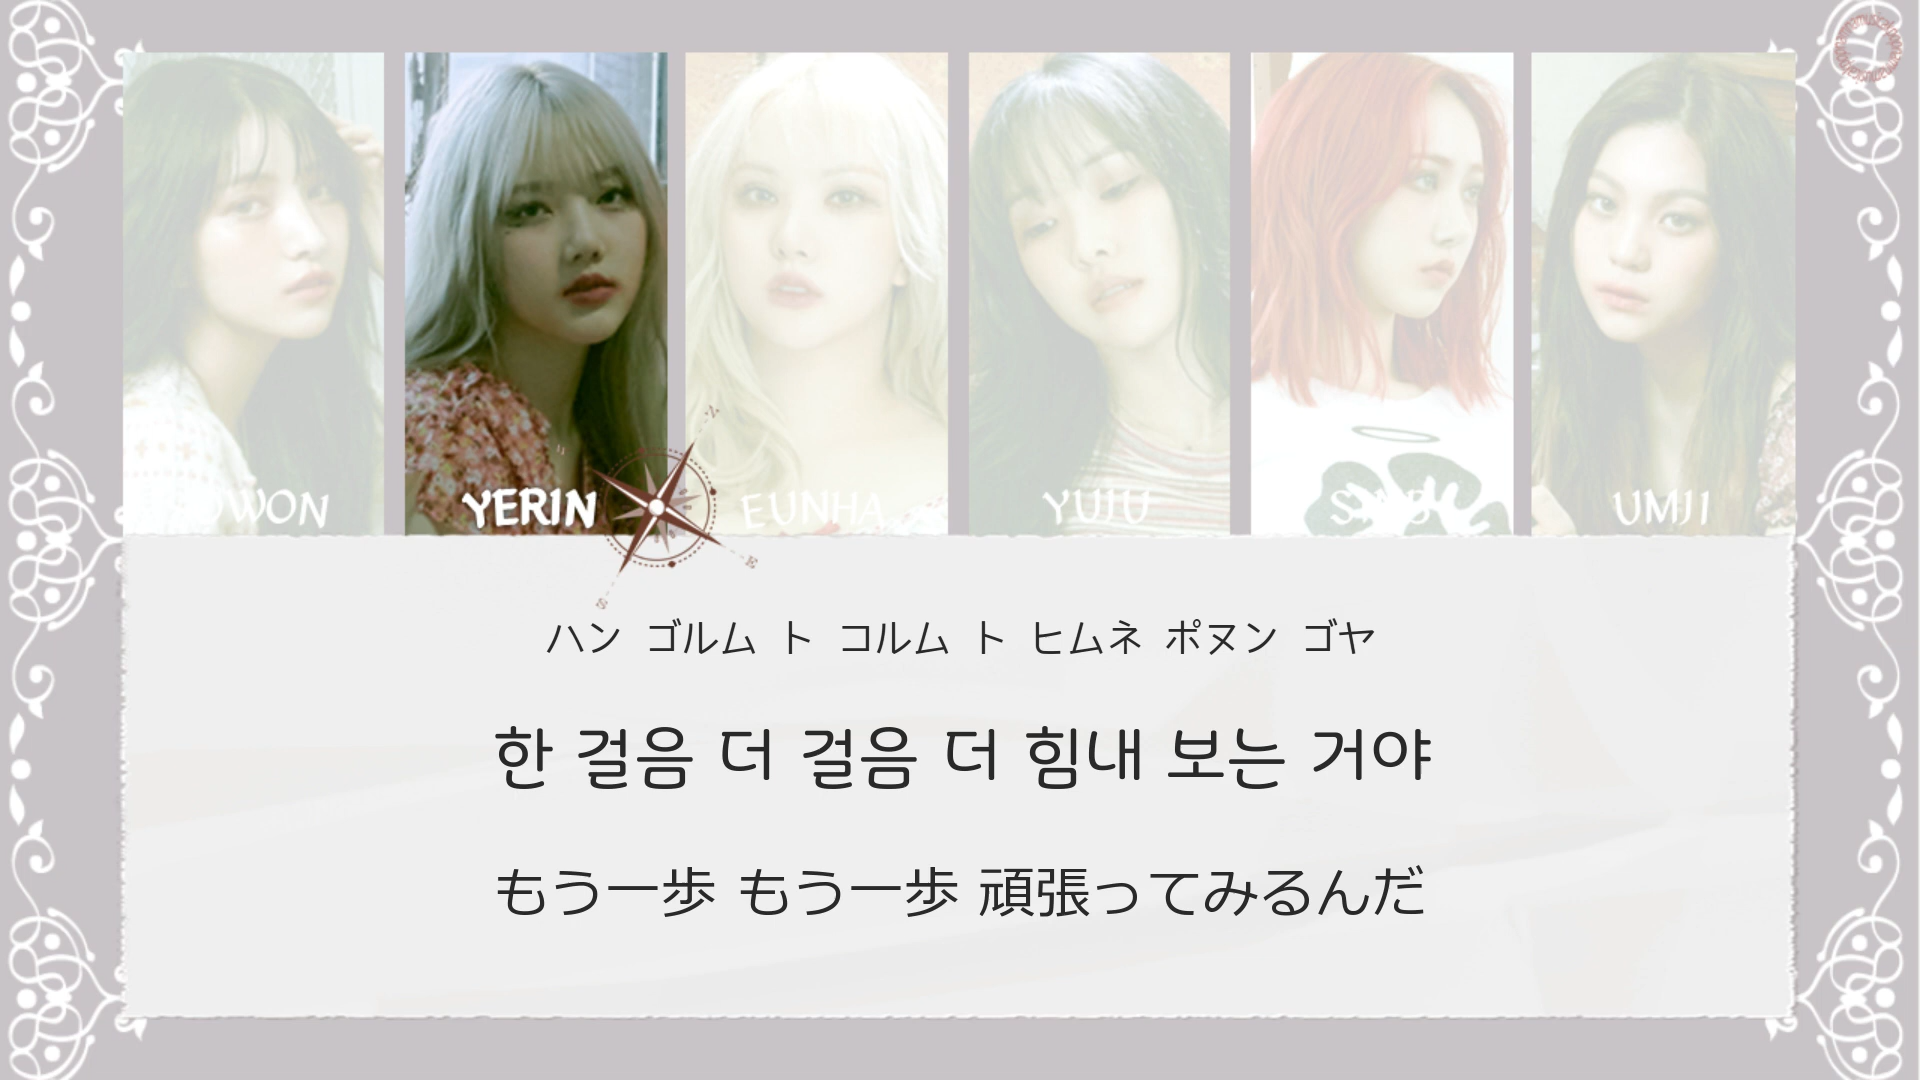 YERIN
EUNHA
YUJU
UMJI
ハン ゴルム ト コルム ト ヒムネ ポヌン ゴヤ
한 걸음 더 걸음 더 힘내 보는 거야
もう一歩 もう一歩 頑張ってみるんだ